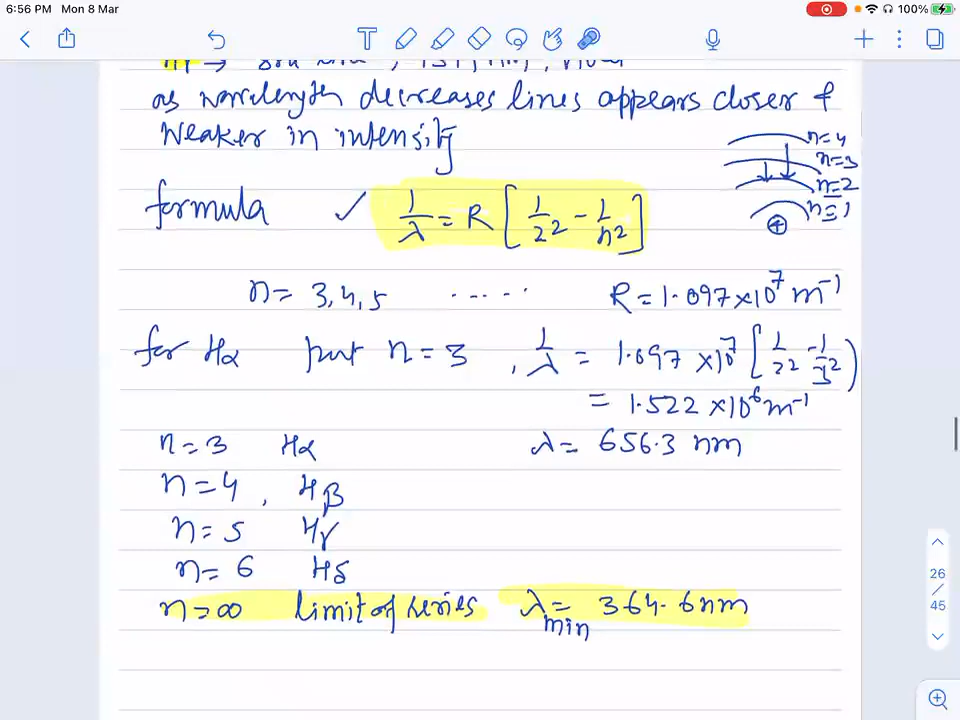 6:56 PM Mon 8 Mar
100%
as wavelength decreases lines appears closer &
weaker in intensity
n=4
n=3
n=2
n=1
+
formula ✓ 1/λ = R [1/2² - 1/n²]
n= 3,4,5 ...... R = 1.097×10⁷ m⁻¹
for Hα put n = 3 , 1/λ = 1.097 ×10⁷ [1/2² - 1/3²)
= 1.522 ×10⁶ m⁻¹
n=3 Hα λ= 656.3 nm
n=4 , Hβ
n=5 Hγ
n=6 Hδ
n=∞ limit of series λmin = 364.6nm
26
/
45